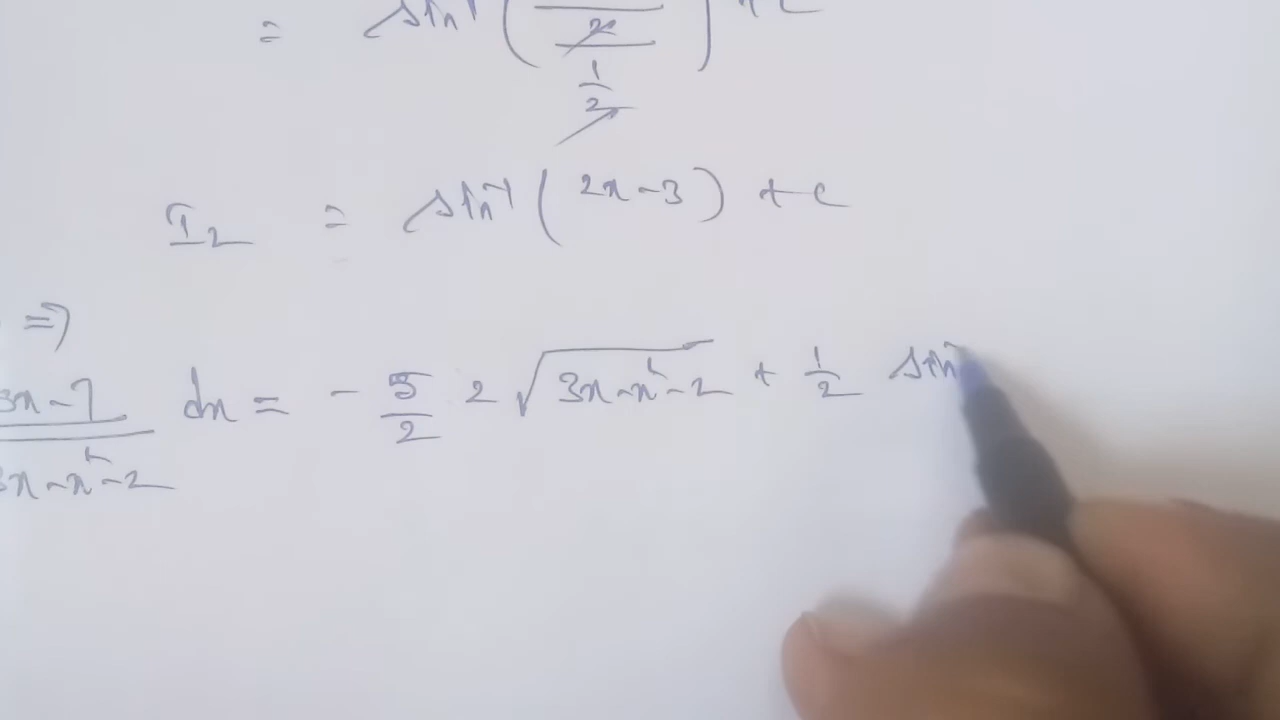 = sin⁻¹ ( x / 1/2 ) + c
I₂ = sin⁻¹ ( 2x - 3 ) + c
=>
3x - 7 / 3x - x² - 2 dx = - 5/2 2 √(3x - x² - 2) + 1/2 sin⁻